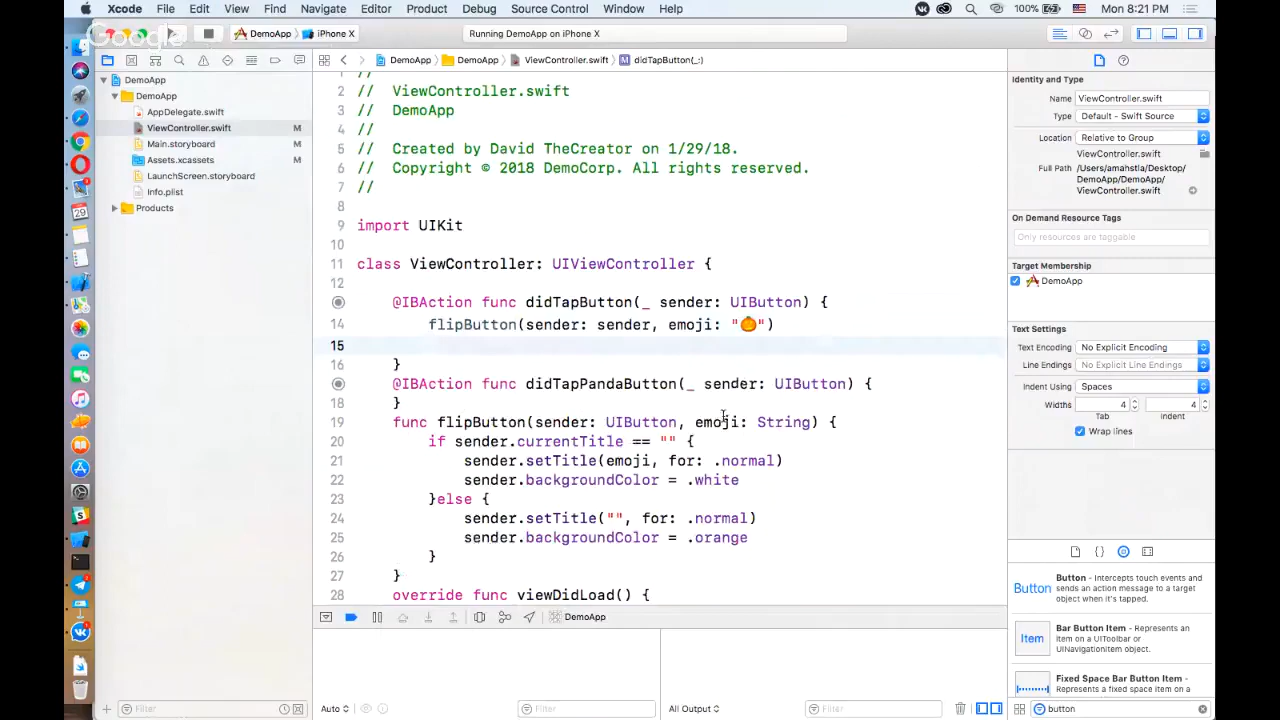 Xcode File Edit View Find Navigate Editor Product Debug Source Control Window Help 100% Mon 8:21 PM
Google
DemoApp iPhone X Running DemoApp on iPhone X
DemoApp DemoApp ViewController.swift M didTapButton(_:)
DemoApp
DemoApp
AppDelegate.swift
ViewController.swift M
Main.storyboard M
Assets.xcassets M
LaunchScreen.storyboard
Info.plist
Products
1 //
2 // ViewController.swift
3 // DemoApp
4 //
5 // Created by David TheCreator on 1/29/18.
6 // Copyright © 2018 DemoCorp. All rights reserved.
7 //
8
9 import UIKit
10
11 class ViewController: UIViewController {
12
@IBAction func didTapButton(_ sender: UIButton) {
14 flipButton(sender: sender, emoji: "🎃")
15
16 }
@IBAction func didTapPandaButton(_ sender: UIButton) {
18 }
19 func flipButton(sender: UIButton, emoji: String) {
20 if sender.currentTitle == "" {
21 sender.setTitle(emoji, for: .normal)
22 sender.backgroundColor = .white
23 }else {
24 sender.setTitle("", for: .normal)
25 sender.backgroundColor = .orange
26 }
27 }
28 override func viewDidLoad() {
DemoApp
Auto
Filter
All Output
Filter
Filter
Identity and Type
Name ViewController.swift
Type Default - Swift Source
Location Relative to Group
ViewController.swift
Full Path /Users/amahstla/Desktop/
DemoApp/DemoApp/
ViewController.swift
On Demand Resource Tags
Only resources are taggable
Target Membership
DemoApp
Text Settings
Text Encoding No Explicit Encoding
Line Endings No Explicit Line Endings
Indent Using Spaces
Widths 4 4
Tab Indent
Wrap lines
Button
Button - Intercepts touch events and
sends an action message to a target
object when it's tapped.
Item
Bar Button Item - Represents an
item on a UIToolbar or
UINavigationItem object.
Fixed Space Bar Button Item -
Represents a fixed space item on a
button